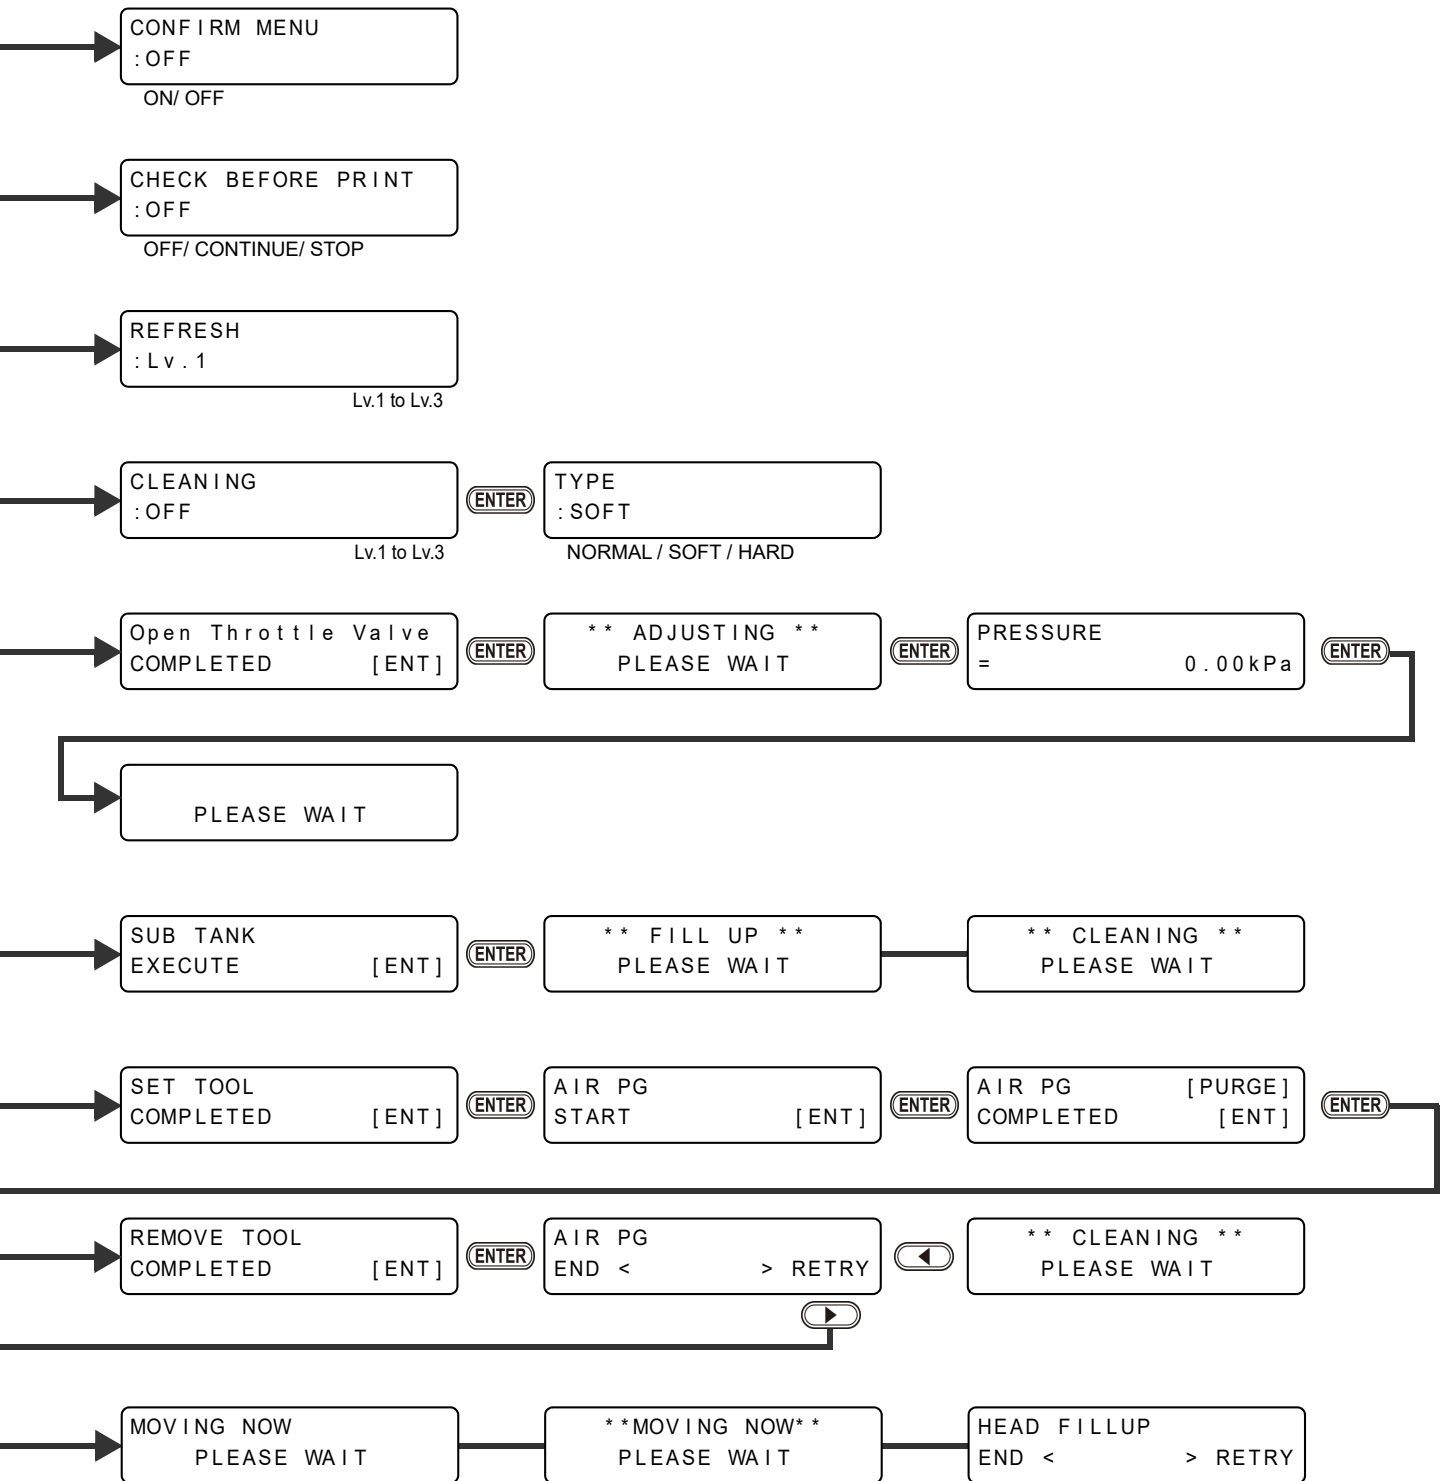 CONFIRM MENU
:OFF
ON/ OFF
CHECK BEFORE PRINT
:OFF
OFF/ CONTINUE/ STOP
REFRESH
:Lv.1
Lv.1 to Lv.3
CLEANING
:OFF
Lv.1 to Lv.3
ENTER
TYPE
:SOFT
NORMAL / SOFT / HARD
Open Throttle Valve
COMPLETED [ENT]
ENTER
** ADJUSTING **
PLEASE WAIT
ENTER
PRESSURE
= 0.00kPa
ENTER
PLEASE WAIT
SUB TANK
EXECUTE [ENT]
ENTER
** FILL UP **
PLEASE WAIT
** CLEANING **
PLEASE WAIT
SET TOOL
COMPLETED [ENT]
ENTER
AIR PG
START [ENT]
ENTER
AIR PG [PURGE]
COMPLETED [ENT]
ENTER
REMOVE TOOL
COMPLETED [ENT]
ENTER
AIR PG
END < > RETRY
** CLEANING **
PLEASE WAIT
MOVING NOW
PLEASE WAIT
**MOVING NOW**
PLEASE WAIT
HEAD FILLUP
END < > RETRY